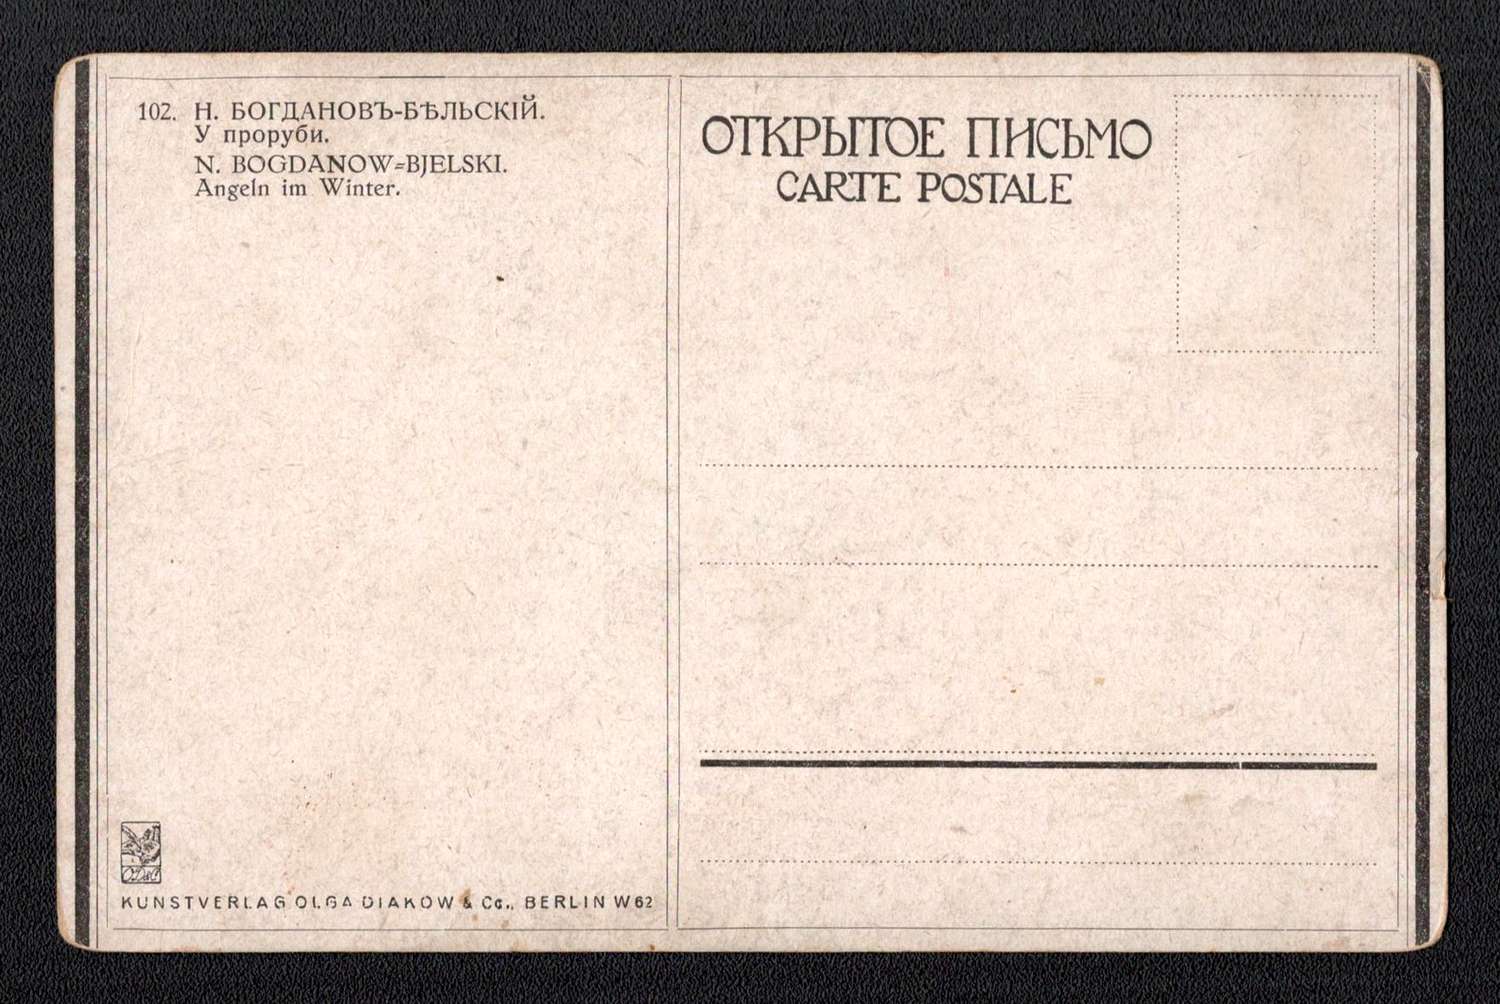 102. Н. БОГДАНОВЪ-БѢЛЬСКІЙ.
У проруби.
N. BOGDANOW=BJELSKI.
Angeln im Winter.
ОТКРЫТОЕ ПИСЬМО
CARTE POSTALE
OD&C
KUNSTVERLAG OLGA DIAKOW & Co., BERLIN W62